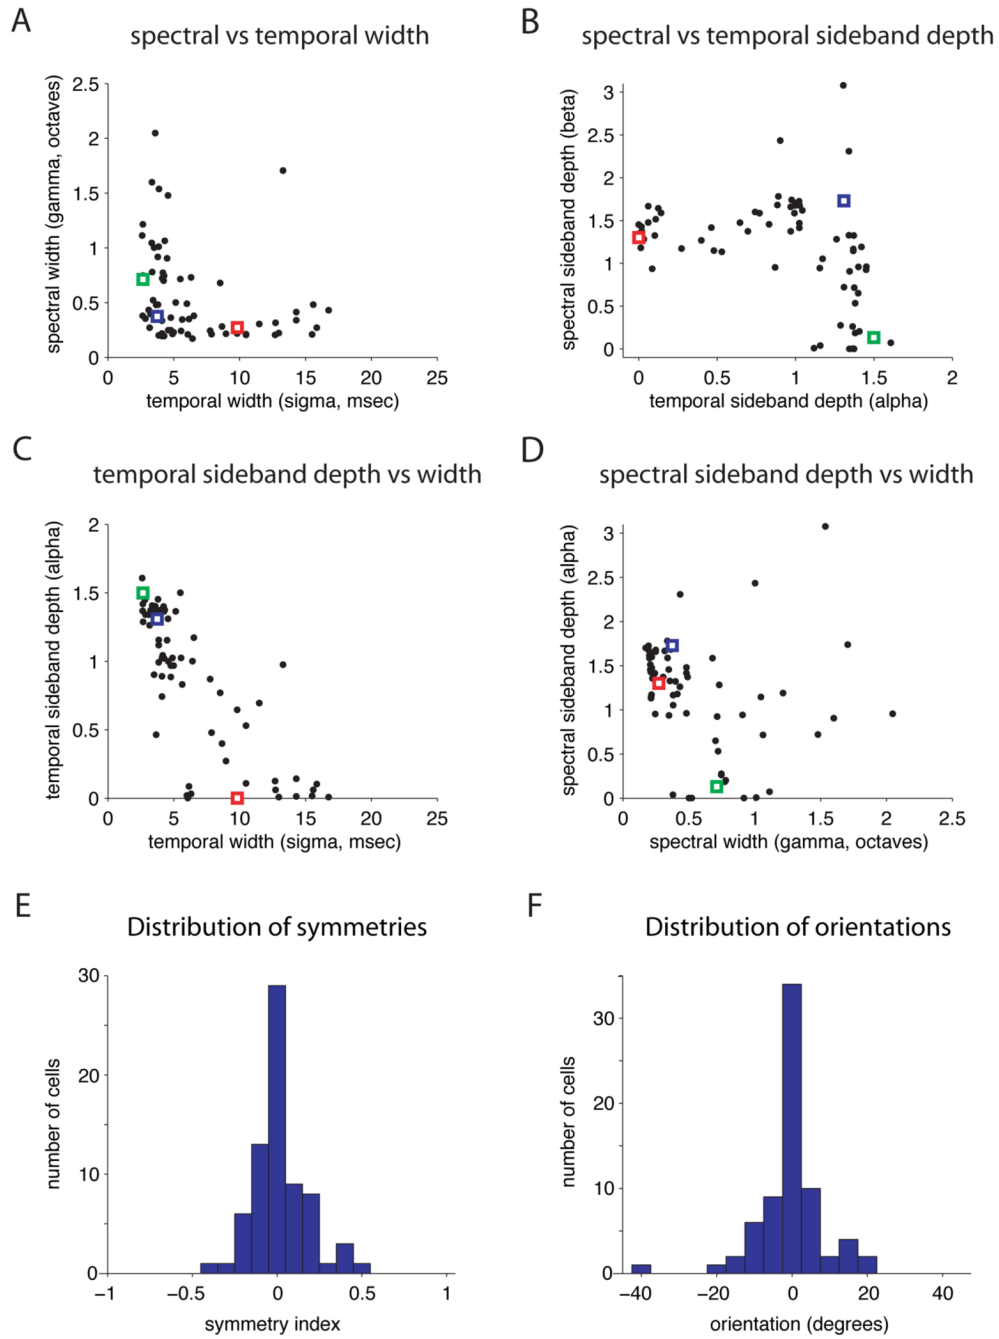 A
spectral vs temporal width
spectral width (gamma, octaves)
2.5
2
1.5
1
0.5
0
0 5 10 15 20 25
temporal width (sigma, msec)
B
spectral vs temporal sideband depth
spectral sideband depth (beta)
3
2.5
2
1.5
1
0.5
0
0 0.5 1 1.5 2
temporal sideband depth (alpha)
C
temporal sideband depth vs width
temporal sideband depth (alpha)
2
1.5
1
0.5
0
0 5 10 15 20 25
temporal width (sigma, msec)
D
spectral sideband depth vs width
spectral sideband depth (alpha)
3
2.5
2
1.5
1
0.5
0
0 0.5 1 1.5 2 2.5
spectral width (gamma, octaves)
E
Distribution of symmetries
number of cells
30
20
10
0
−1 −0.5 0 0.5 1
symmetry index
F
Distribution of orientations
number of cells
30
20
10
0
−40 −20 0 20 40
orientation (degrees)